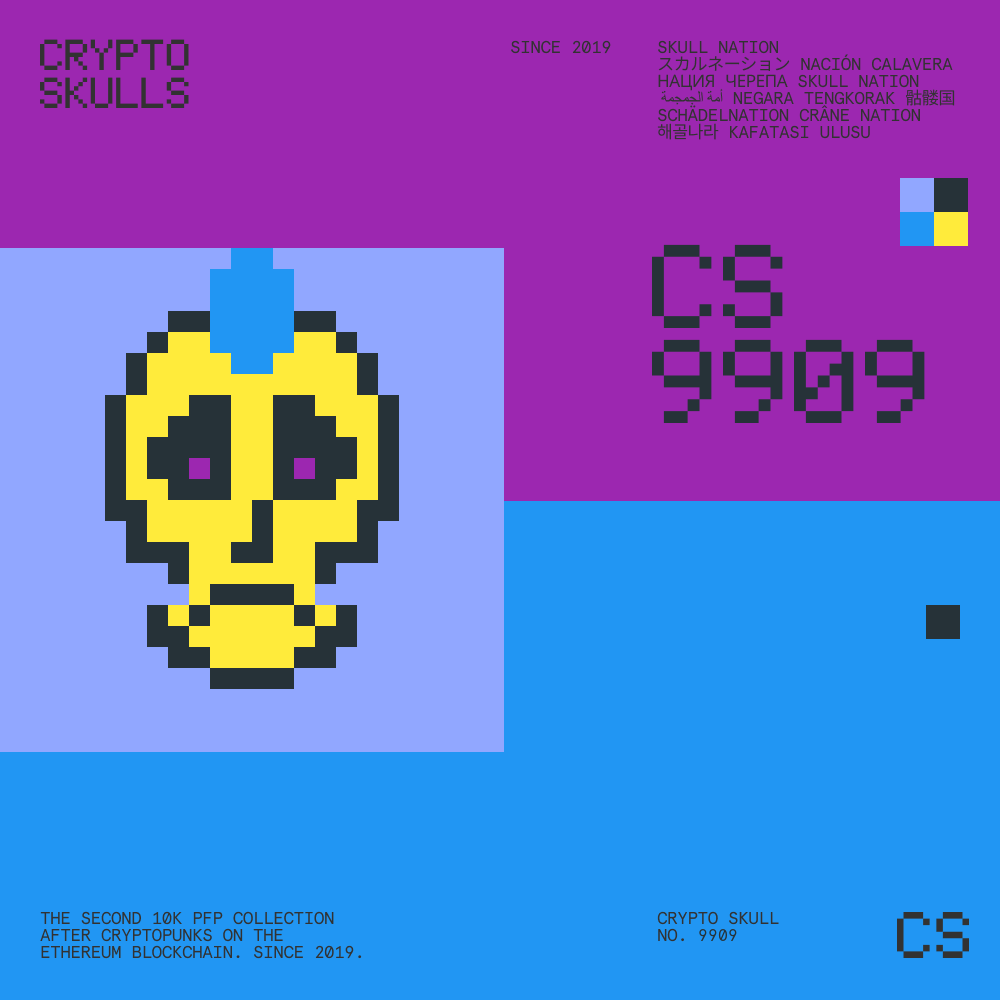 CRYPTO
SKULLS
SINCE 2019
SKULL NATION
スカルネーション NACIÓN CALAVERA
НАЦИЯ ЧЕРЕПА SKULL NATION
أمة الجمجمة NEGARA TENGKORAK 骷髅国
SCHÄDELNATION CRÂNE NATION
해골나라 KAFATASI ULUSU
CS
9909
THE SECOND 10K PFP COLLECTION
AFTER CRYPTOPUNKS ON THE
ETHEREUM BLOCKCHAIN. SINCE 2019.
CRYPTO SKULL
NO. 9909
CS